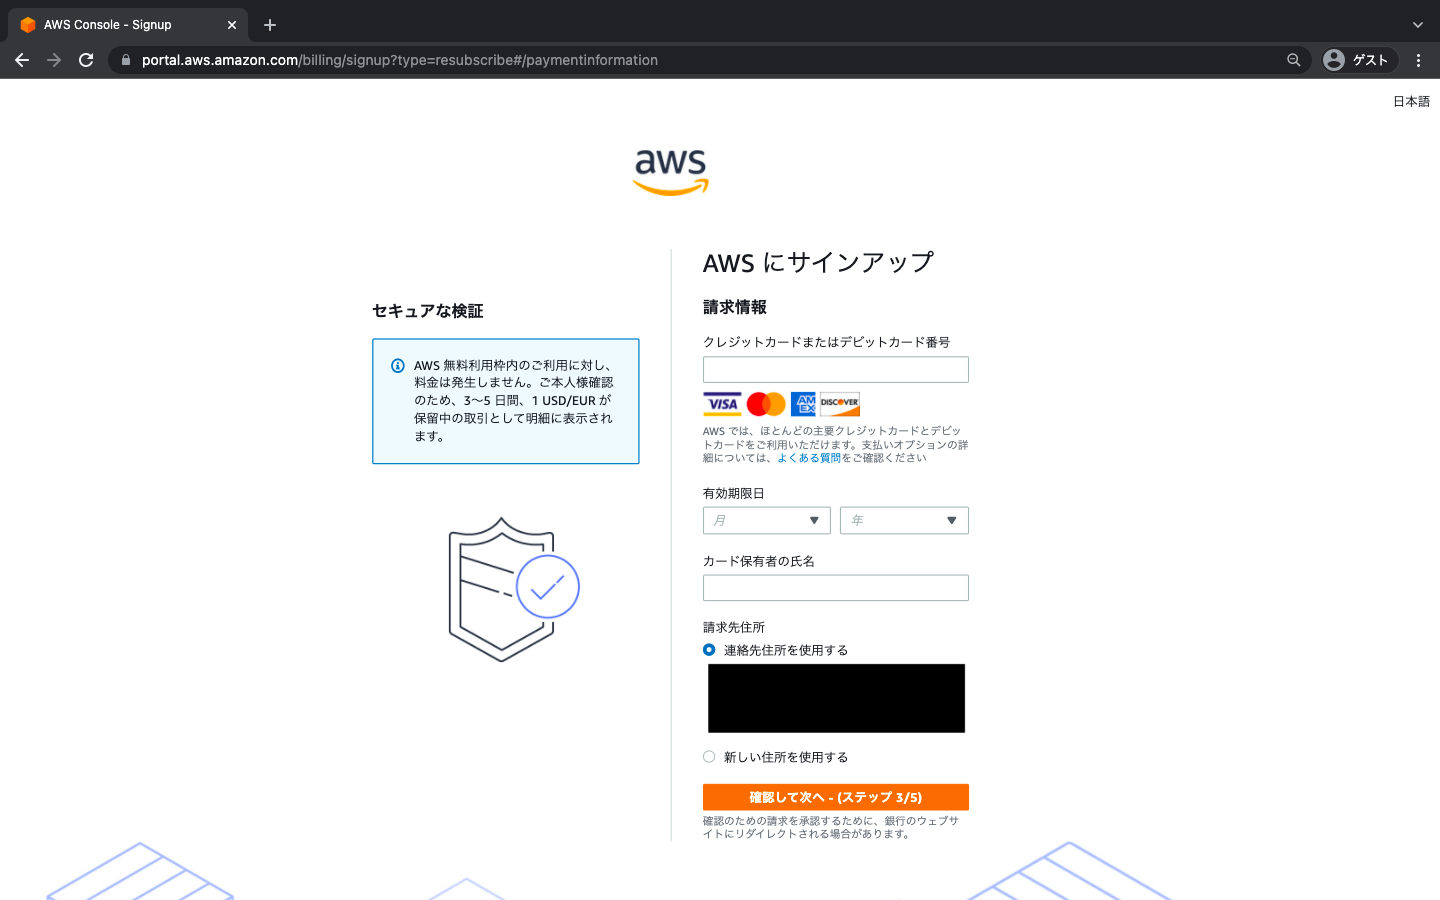 AWS Console - Signup
portal.aws.amazon.com/billing/signup?type=resubscribe#/paymentinformation
ゲスト
日本語
aws
セキュアな検証
AWS 無料利用枠内のご利用に対し、
料金は発生しません。ご本人様確認
のため、3〜5 日間、1 USD/EUR が
保留中の取引として明細に表示され
ます。
AWS にサインアップ
請求情報
クレジットカードまたはデビットカード番号
VISA
AM
EX
DISCOVER
AWS では、ほとんどの主要クレジットカードとデビッ
トカードをご利用いただけます。支払いオプションの詳
細については、よくある質問をご確認ください
有効期限日
月
年
カード保有者の氏名
請求先住所
連絡先住所を使用する
新しい住所を使用する
確認して次へ - (ステップ 3/5)
確認のための請求を承認するために、銀行のウェブサ
イトにリダイレクトされる場合があります。